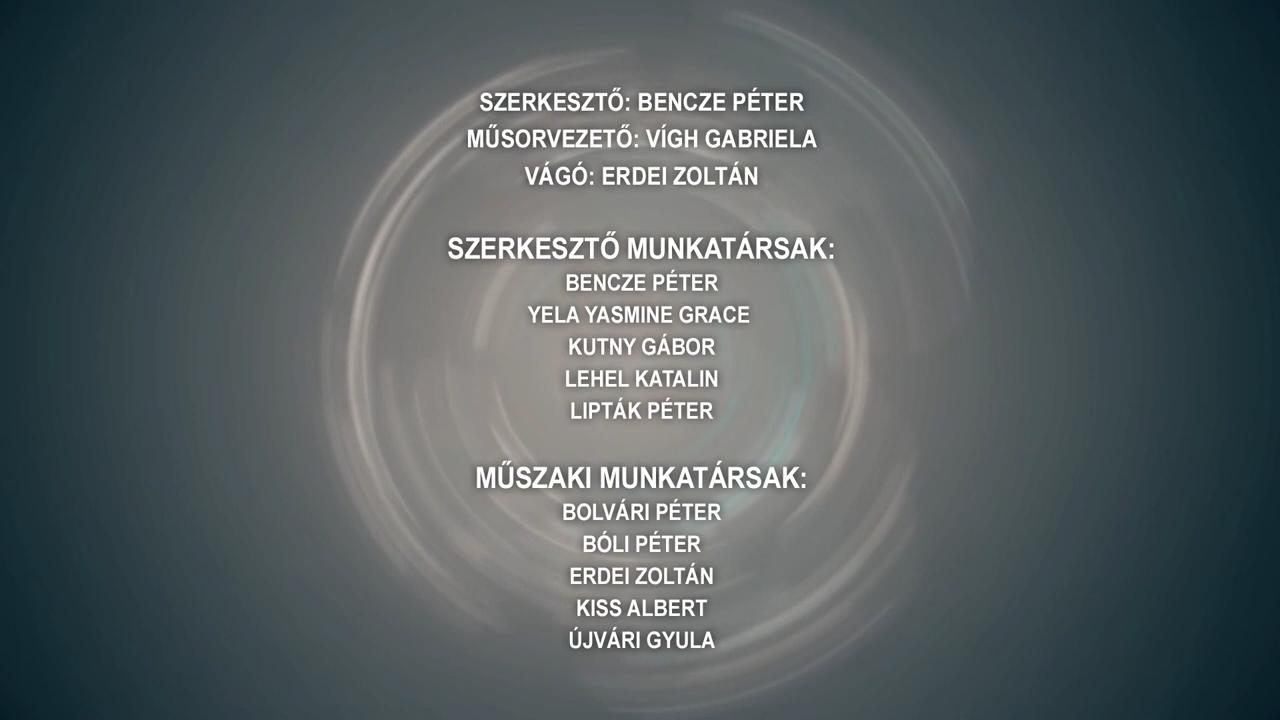 SZERKESZTŐ: BENCZE PÉTER
MŰSORVEZETŐ: VÍGH GABRIELA
VÁGÓ: ERDEI ZOLTÁN
SZERKESZTŐ MUNKATÁRSAK:
BENCZE PÉTER
YELA YASMINE GRACE
KUTNY GÁBOR
LEHEL KATALIN
LIPTÁK PÉTER
MŰSZAKI MUNKATÁRSAK:
BOLVÁRI PÉTER
BÓLI PÉTER
ERDEI ZOLTÁN
KISS ALBERT
ÚJVÁRI GYULA